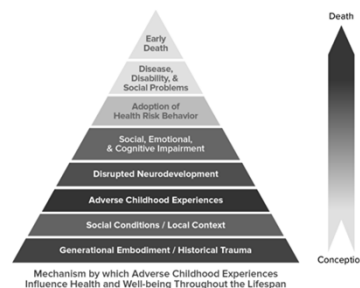 Early
Death
Disease,
Disability, &
Social Problems
Adoption of
Health Risk Behavior
Social, Emotional,
& Cognitive Impairment
Disrupted Neurodevelopment
Adverse Childhood Experiences
Social Conditions / Local Context
Generational Embodiment / Historical Trauma
Mechanism by which Adverse Childhood Experiences
Influence Health and Well-being Throughout the Lifespan
Death
Conceptio